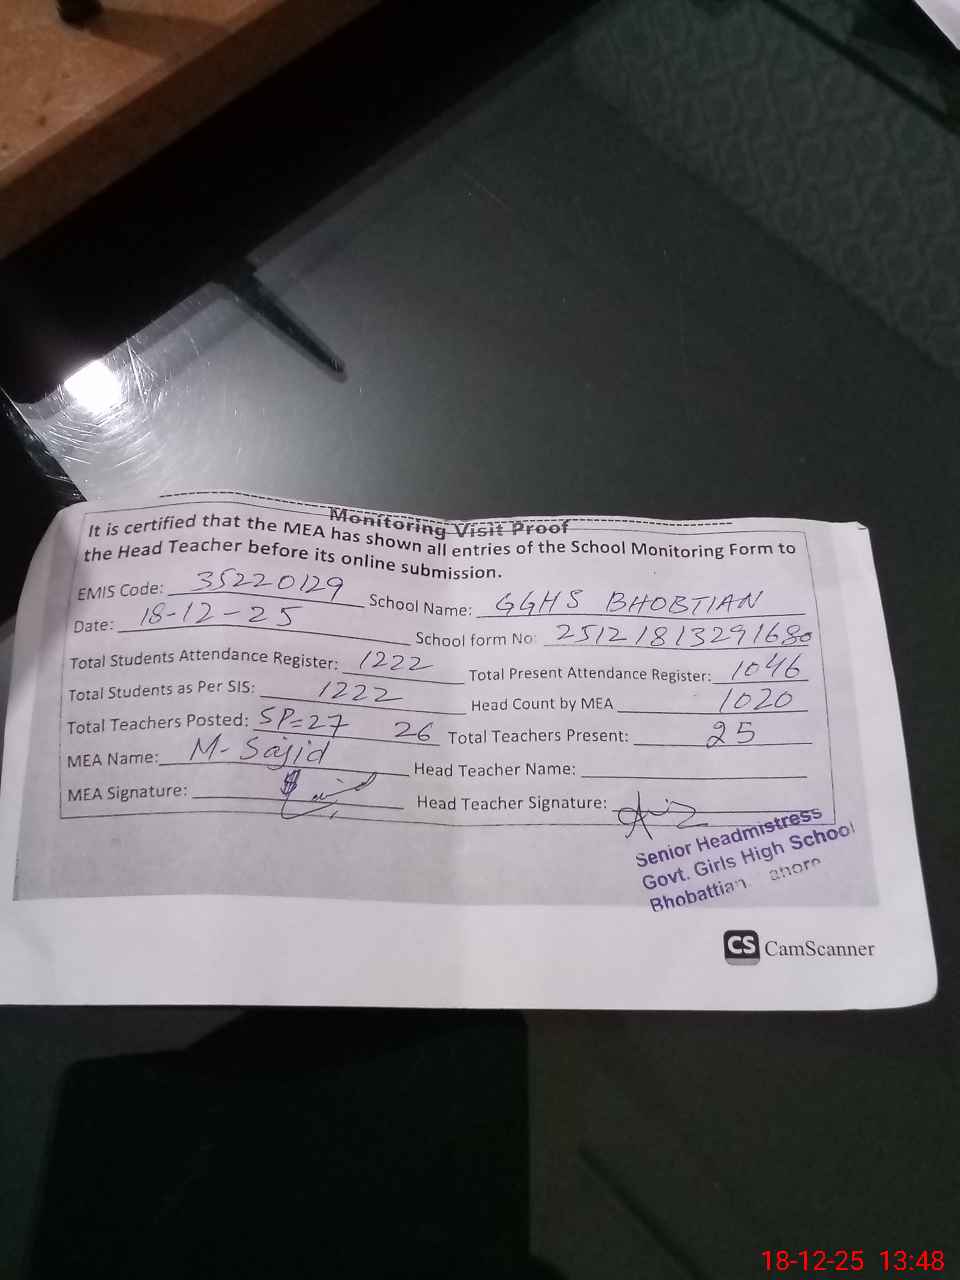 Monitoring Visit Proof
It is certified that the MEA has shown all entries of the School Monitoring Form to
the Head Teacher before its online submission.
EMIS Code: 35220129 School Name: GGHS BHOBTIAN
Date: 18-12-25 School form No: 25121813291680
Total Students Attendance Register: 1222 Total Present Attendance Register: 1046
Total Students as Per SIS: 1222 Head Count by MEA 1020
Total Teachers Posted: SP=27 26 Total Teachers Present: 25
MEA Name: M- Sajid Head Teacher Name:
MEA Signature: Head Teacher Signature:
Senior Headmistress
Govt. Girls High School
Bhobattian ahore
CS CamScanner
18-12-25 13:48